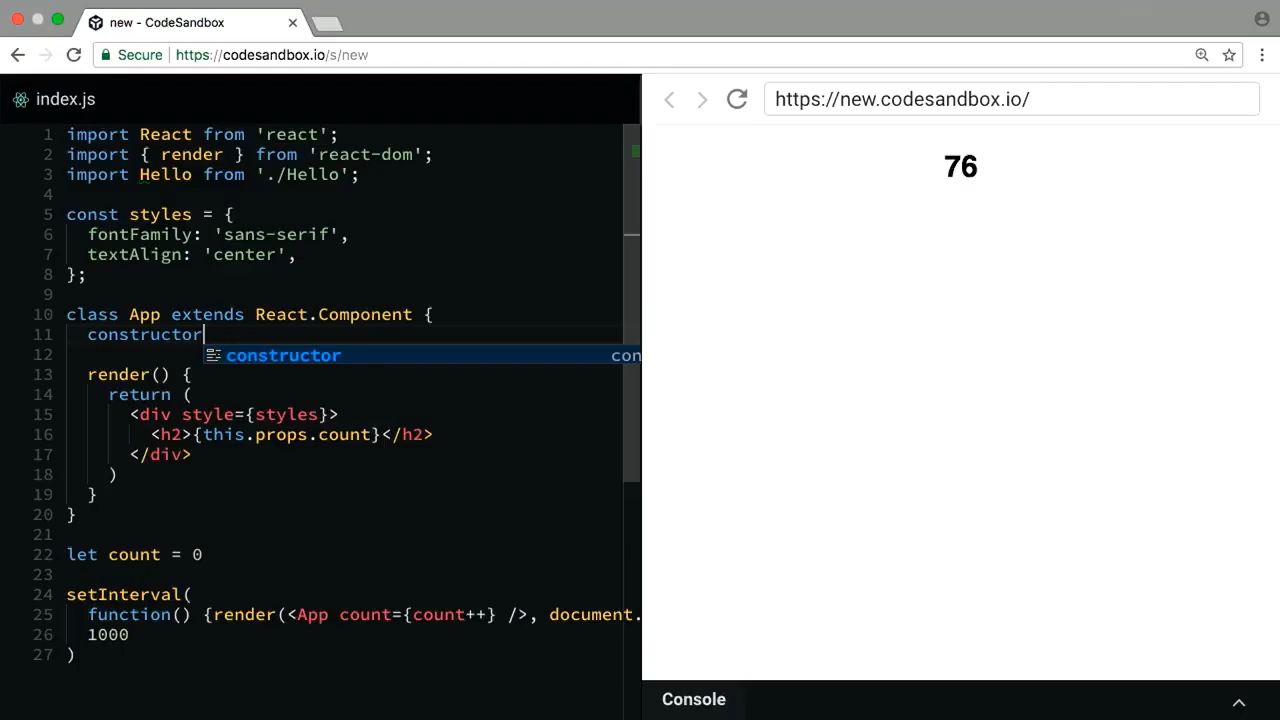 new - CodeSandbox
Secure https://codesandbox.io/s/new
index.js
https://new.codesandbox.io/
1 import React from 'react';
2 import { render } from 'react-dom';
3 import Hello from './Hello';
4
5 const styles = {
6 fontFamily: 'sans-serif',
7 textAlign: 'center',
8 };
9
10 class App extends React.Component {
11 constructor
constructor con
12
13 render() {
14 return (
15 <div style={styles}>
16 <h2>{this.props.count}</h2>
17 </div>
18 )
19 }
20 }
21
22 let count = 0
23
24 setInterval(
25 function() {render(<App count={count++} />, document.
26 1000
27 )
76
Console